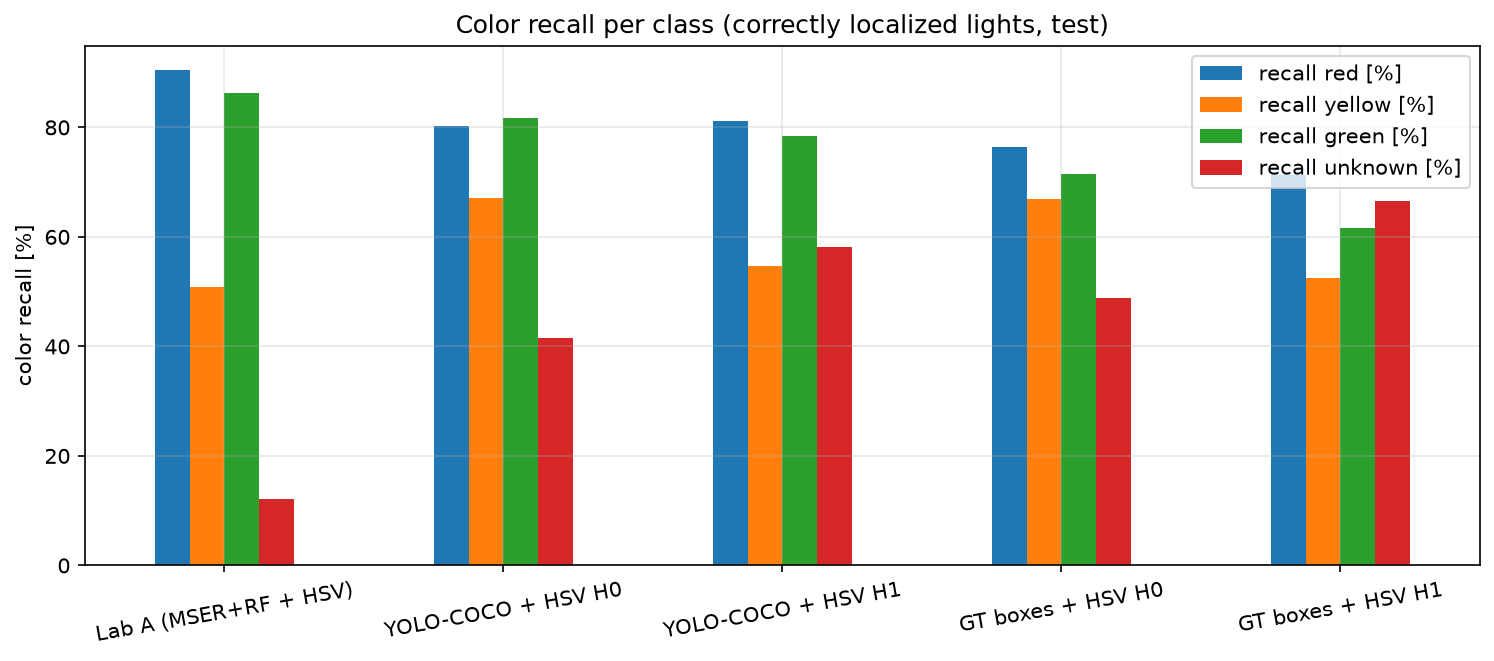 Color recall per class (correctly localized lights, test)
recall red [%]
recall yellow [%]
recall green [%]
recall unknown [%]
color recall [%]
80
60
40
20
0
Lab A (MSER+RF + HSV)
YOLO-COCO + HSV H0
YOLO-COCO + HSV H1
GT boxes + HSV H0
GT boxes + HSV H1